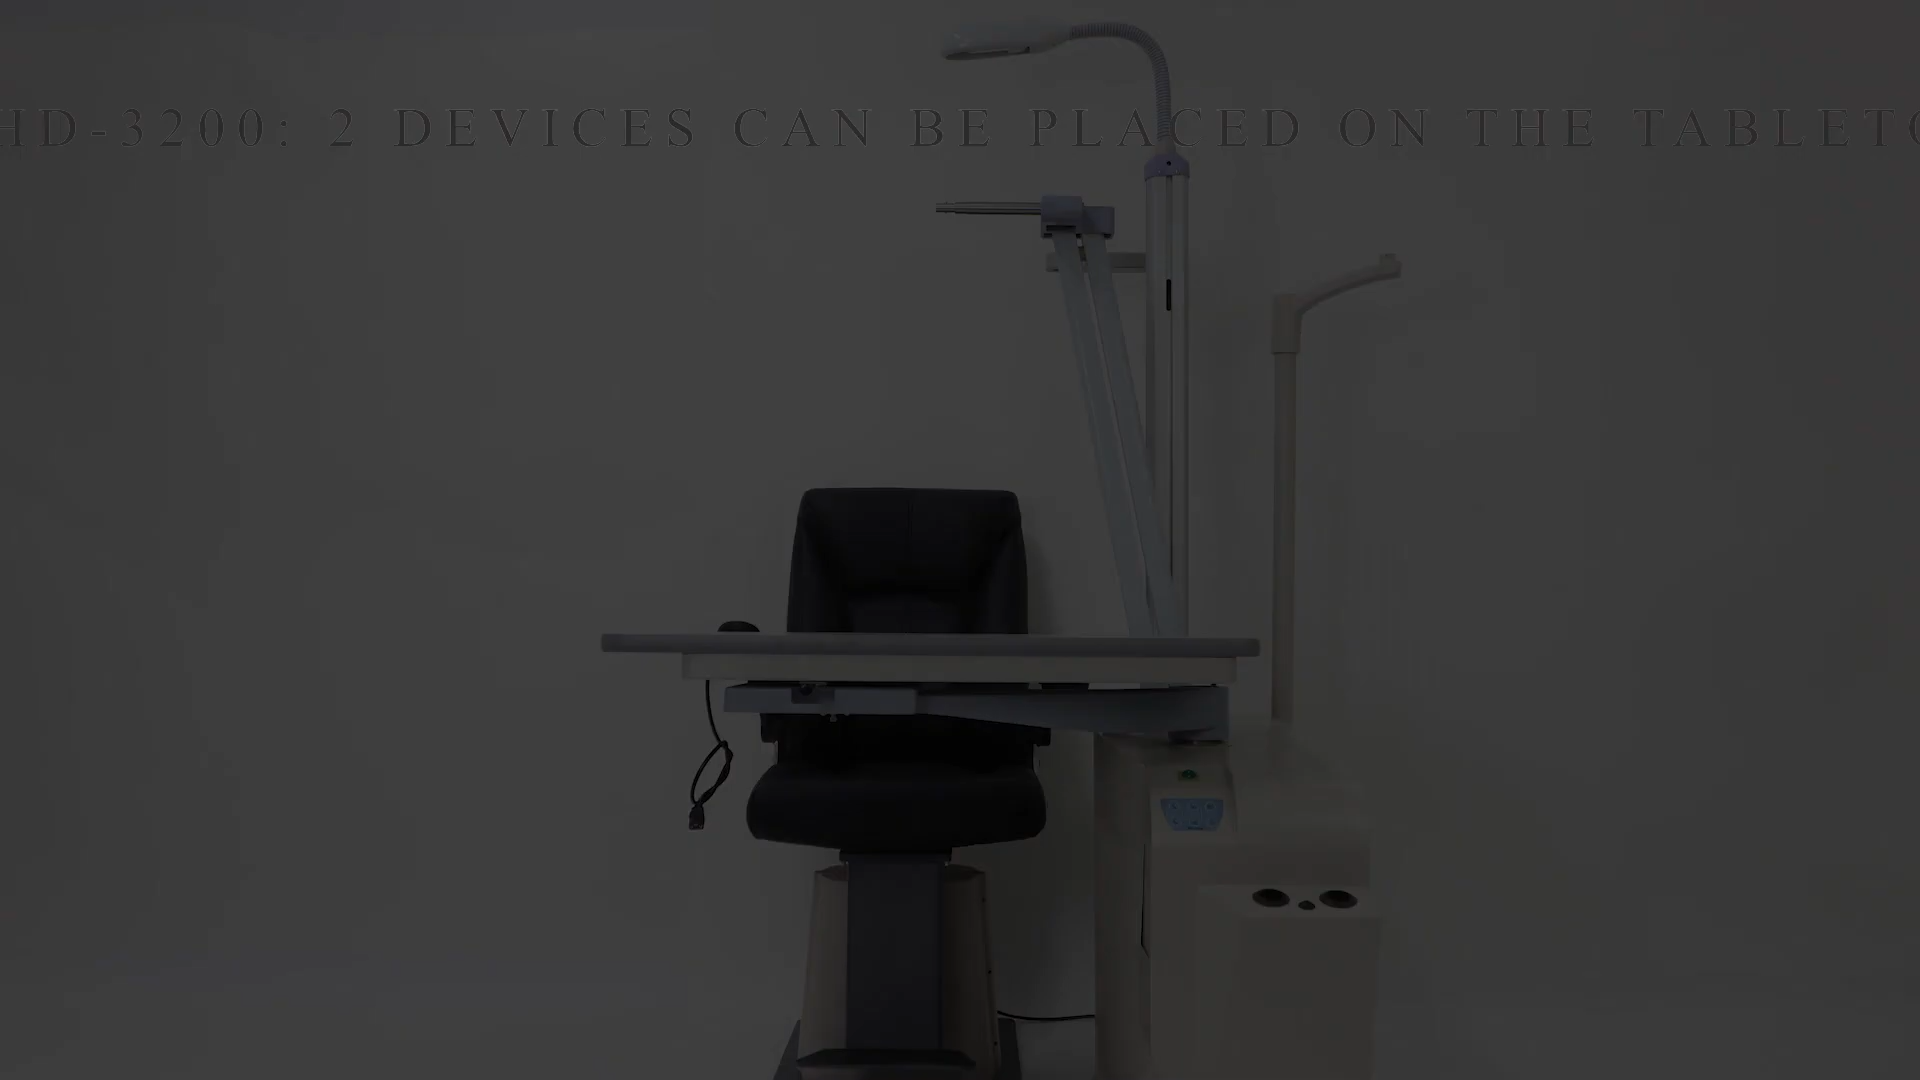 HD-3200: 2 DEVICES CAN BE PLACED ON THE TABLETO